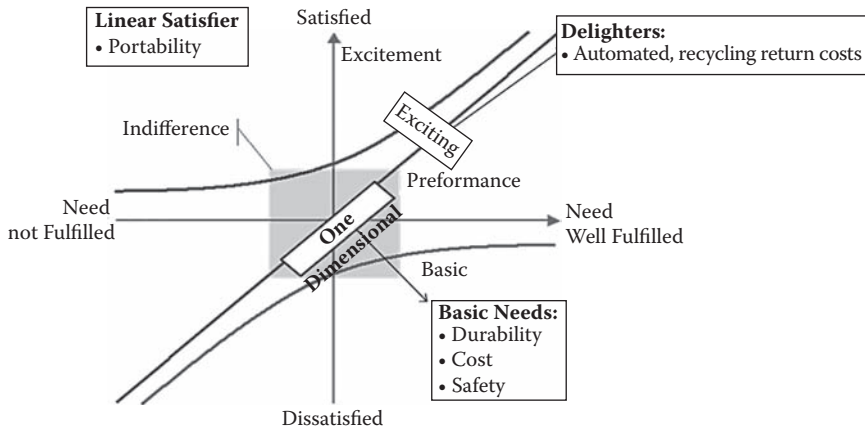 Linear Satisfier
• Portability
Satisfied
Excitement
Delighters:
• Automated, recycling return costs
Indifference
Exciting
Preformance
Need
not Fulfilled
One
Dimensional
Need
Well Fulfilled
Basic
Basic Needs:
• Durability
• Cost
• Safety
Dissatisfied